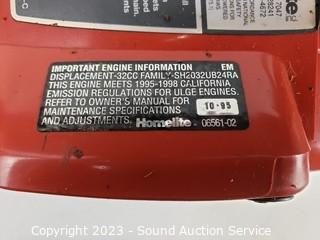 IMPORTANT ENGINE INFORMATION EM
DISPLACEMENT-32CC FAMILY-SH2032UB24RA
THIS ENGINE MEETS 1995-1998 CALIFORNIA
EMISSION REGULATIONS FOR ULGE ENGINES.
REFER TO OWNER'S MANUAL FOR
MAINTENANCE SPECIFICATIONS
AND ADJUSTMENTS.
10-95
Homelite 06561-02
Copyright 2023 - Sound Auction Service